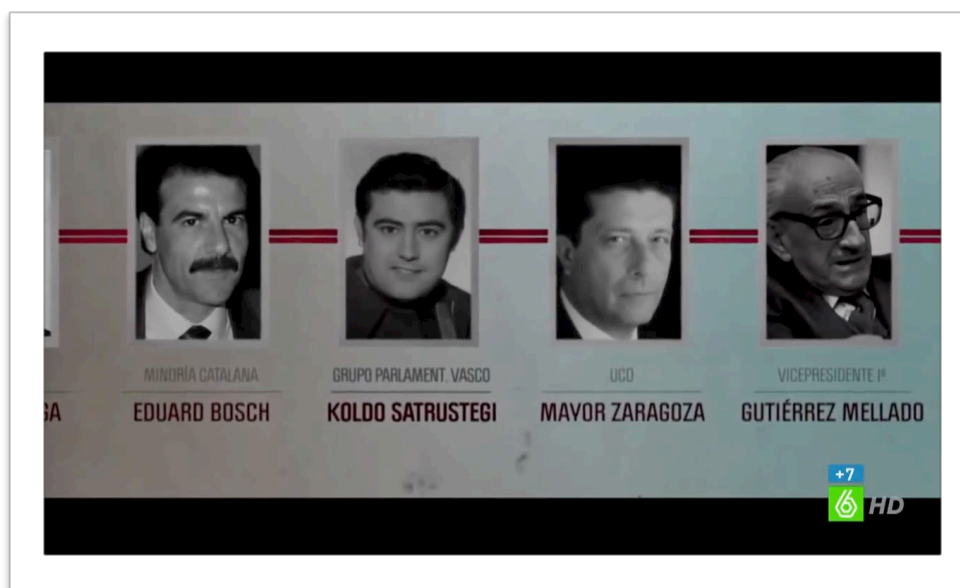 MINORÍA CATALANA
EDUARD BOSCH
GRUPO PARLAMENT. VASCO
KOLDO SATRUSTEGI
UCD
MAYOR ZARAGOZA
VICEPRESIDENTE Iº
GUTIÉRREZ MELLADO
GA
+7
6 HD